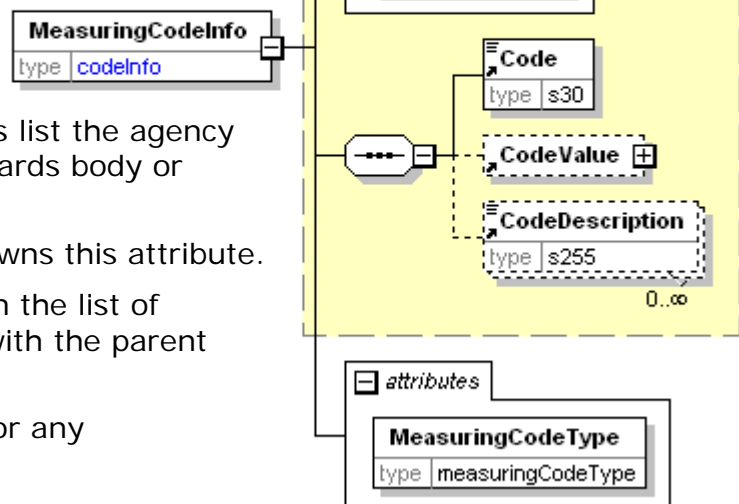 MeasuringCodeInfo
type codeInfo
s list the agency
ards body or
wns this attribute.
n the list of
with the parent
or any
Code
type s30
CodeValue
CodeDescription
type s255
0..∞
attributes
MeasuringCodeType
type measuringCodeType